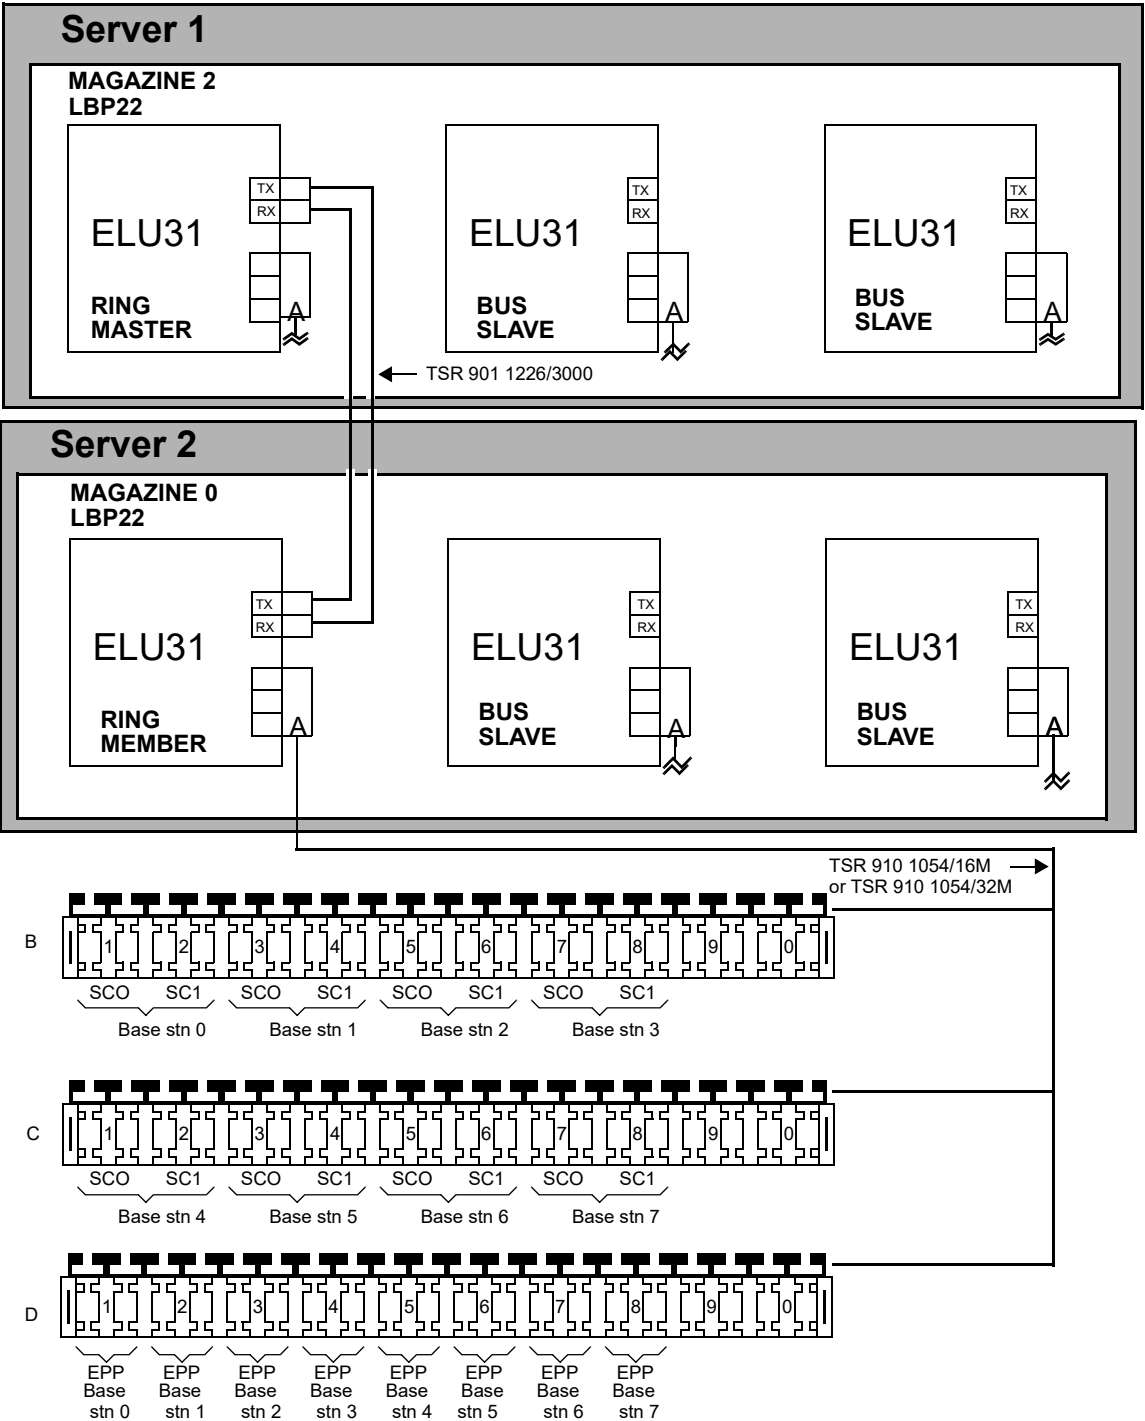 Server 1
MAGAZINE 2
LBP22
TX
RX
ELU31
RING
MASTER
A
TX
RX
ELU31
BUS
SLAVE
A
TX
RX
ELU31
BUS
SLAVE
A
TSR 901 1226/3000
Server 2
MAGAZINE 0
LBP22
TX
RX
ELU31
RING
MEMBER
A
TX
RX
ELU31
BUS
SLAVE
A
TX
RX
ELU31
BUS
SLAVE
A
TSR 910 1054/16M
or TSR 910 1054/32M
B
1 2 3 4 5 6 7 8 9 0
SCO SC1 SCO SC1 SCO SC1 SCO SC1
Base stn 0 Base stn 1 Base stn 2 Base stn 3
C
1 2 3 4 5 6 7 8 9 0
SCO SC1 SCO SC1 SCO SC1 SCO SC1
Base stn 4 Base stn 5 Base stn 6 Base stn 7
D
1 2 3 4 5 6 7 8 9 0
EPP EPP EPP EPP EPP EPP EPP EPP
Base Base Base Base Base Base Base Base
stn 0 stn 1 stn 2 stn 3 stn 4 stn 5 stn 6 stn 7